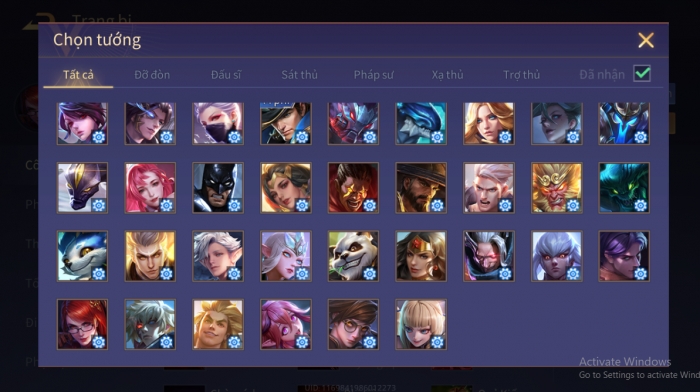 Trang bị
Chọn tướng
Tất cả
Đỡ đòn
Đấu sĩ
Sát thủ
Pháp sư
Xạ thủ
Trợ thủ
Đã nhận
Activate Windows
Go to Settings to activate Wind